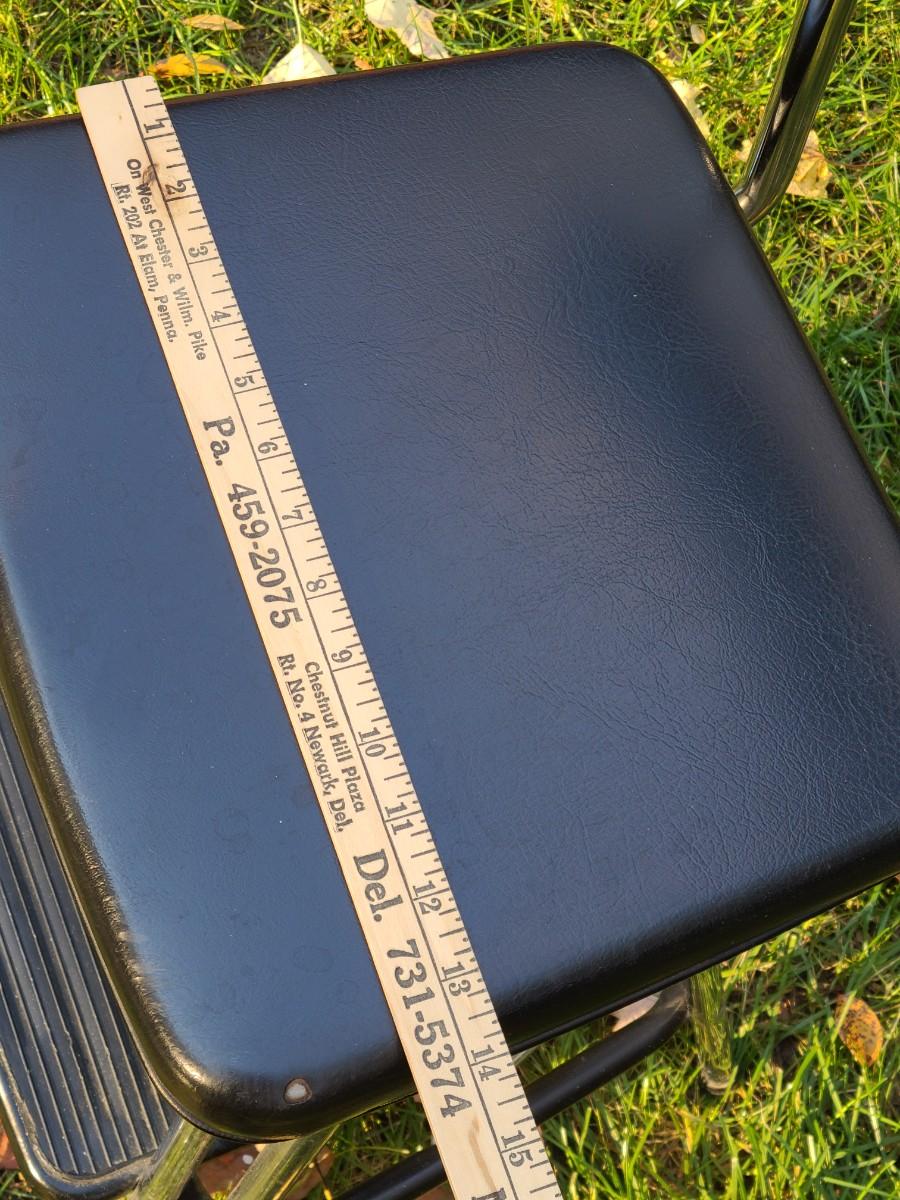 1 2 3 4 5 6 7 8 9 10 11 12 13 14 15
On West Chester & Wilm. Pike
Rt. 202 At Elam, Penna.
Pa. 459-2075
Chestnut Hill Plaza
Rt. No. 4 Newark, Del.
Del. 731-5374